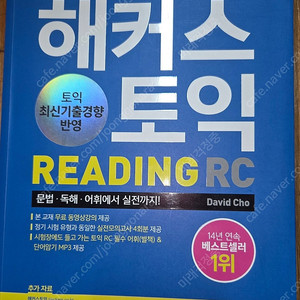 해커스
토익
최신기출경향
반영
토익
READING RC
문법·독해·어휘에서 실전까지!
David Cho
· 본 교재 무료 동영상강의 제공
· 정기 시험 유형과 동일한 실전모의고사 4회분 제공
· 시험장에도 들고 가는 토익 RC 필수 어휘(별책) &
단어암기 MP3 제공
14년 연속
베스트셀러
1위
추가 자료